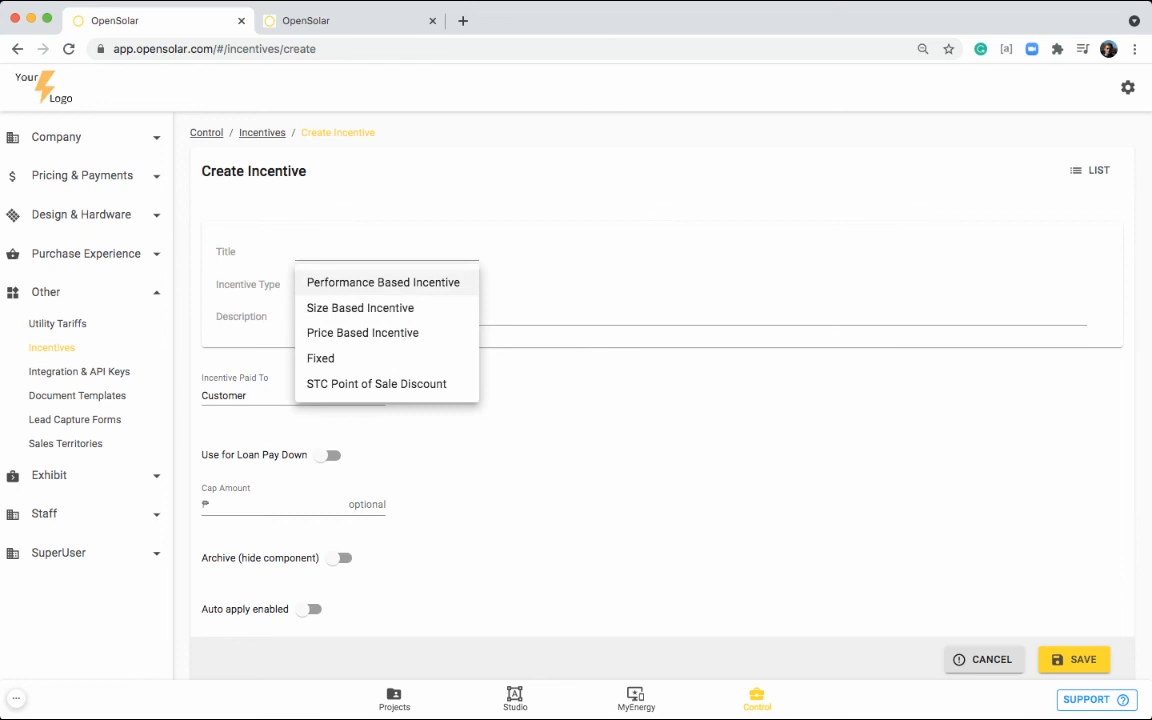 OpenSolar
OpenSolar
app.opensolar.com/#/incentives/create
[a]
Your
Logo
Company
Pricing & Payments
Design & Hardware
Purchase Experience
Other
Utility Tariffs
Incentives
Integration & API Keys
Document Templates
Lead Capture Forms
Sales Territories
Exhibit
Staff
SuperUser
Control / Incentives / Create Incentive
Create Incentive
LIST
Title
Incentive Type
Description
Performance Based Incentive
Size Based Incentive
Price Based Incentive
Fixed
STC Point of Sale Discount
Incentive Paid To
Customer
Use for Loan Pay Down
Cap Amount
₱ optional
Archive (hide component)
Auto apply enabled
CANCEL
SAVE
Projects
Studio
MyEnergy
Control
SUPPORT